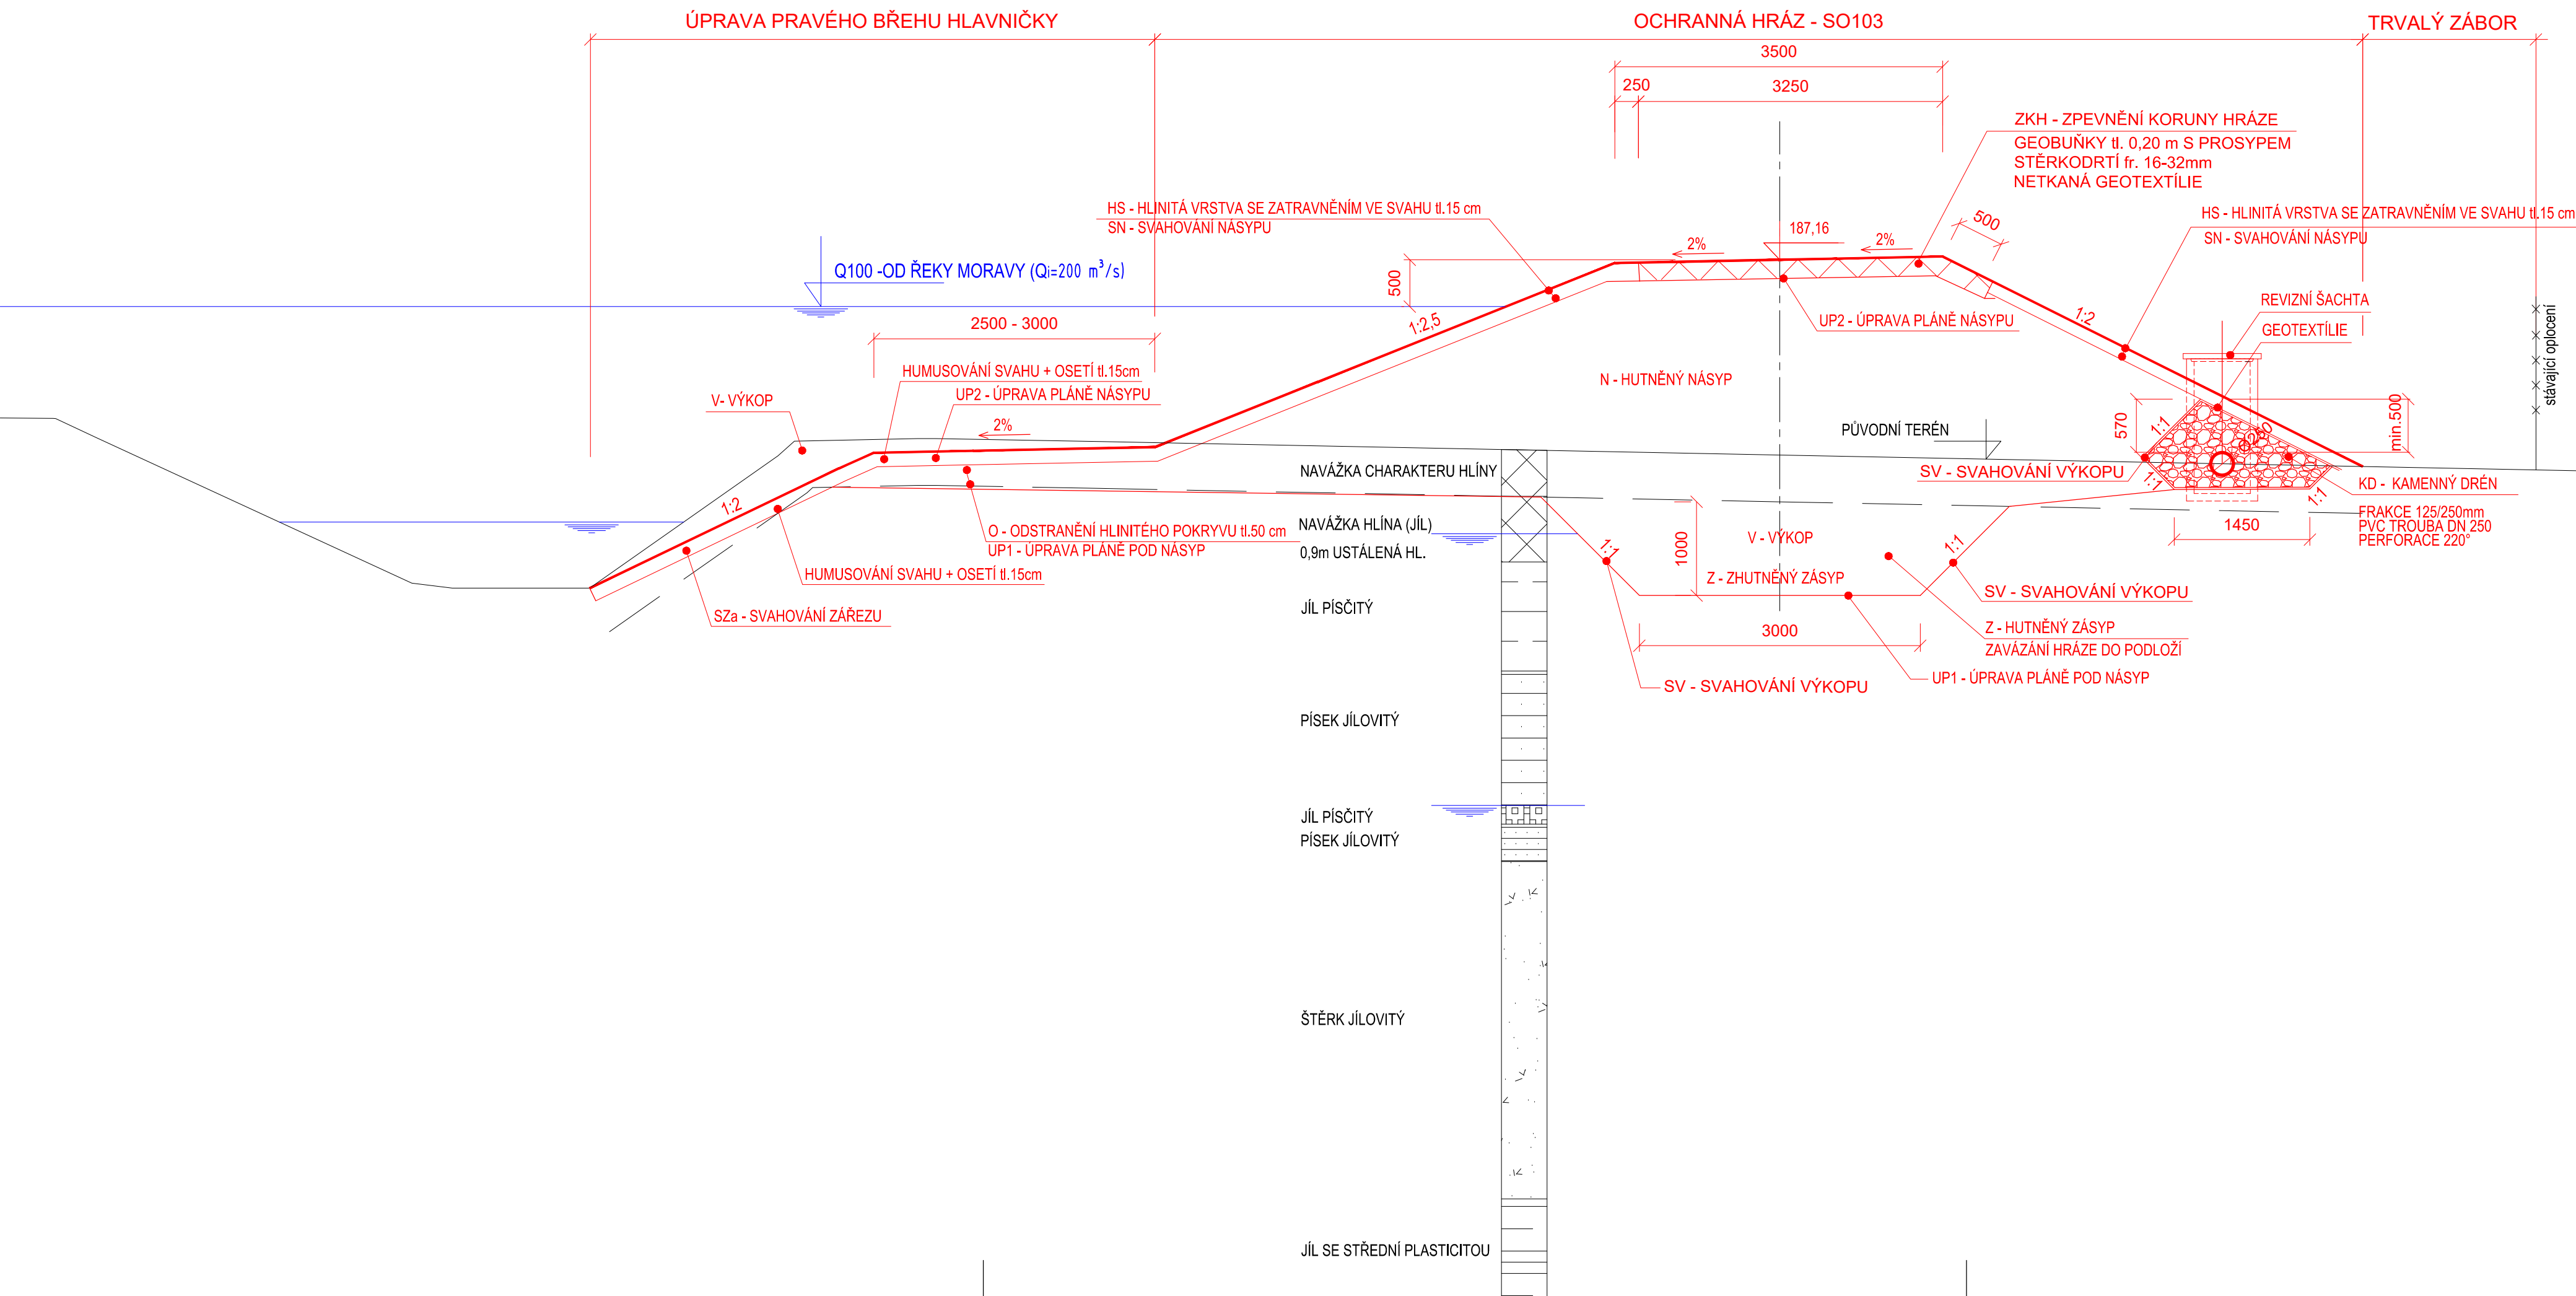 ÚPRAVA PRAVÉHO BŘEHU HLAVNIČKY
OCHRANNÁ HRÁZ - SO103
TRVALÝ ZÁBOR
3500
250
3250
ZKH - ZPEVNĚNÍ KORUNY HRÁZE
GEOBUŇKY tl. 0,20 m S PROSYPEM
STĚRKODRTÍ fr. 16-32mm
NETKANÁ GEOTEXTÍLIE
HS - HLINITÁ VRSTVA SE ZATRAVNĚNÍM VE SVAHU tl.15 cm
SN - SVAHOVÁNÍ NÁSYPU
500
HS - HLINITÁ VRSTVA SE ZATRAVNĚNÍM VE SVAHU tl.15 cm
SN - SVAHOVÁNÍ NÁSYPU
187,16
2%
2%
Q100 -OD ŘEKY MORAVY (Qi=200 m³/s)
500
1:2,5
2500 - 3000
UP2 - ÚPRAVA PLÁNĚ NÁSYPU
1:2
REVIZNÍ ŠACHTA
GEOTEXTÍLIE
stávající oplocení
HUMUSOVÁNÍ SVAHU + OSETÍ tl.15cm
UP2 - ÚPRAVA PLÁNĚ NÁSYPU
V- VÝKOP
2%
N - HUTNĚNÝ NÁSYP
PŮVODNÍ TERÉN
570
1:1
Ø250
min.500
NAVÁŽKA CHARAKTERU HLÍNY
SV - SVAHOVÁNÍ VÝKOPU
1:1
1:1
KD - KAMENNÝ DRÉN
FRAKCE 125/250mm
PVC TROUBA DN 250
PERFORACE 220°
1450
1:2
O - ODSTRANĚNÍ HLINITÉHO POKRYVU tl.50 cm
UP1 - ÚPRAVA PLÁNĚ POD NÁSYP
NAVÁŽKA HLÍNA (JÍL)
0,9m USTÁLENÁ HL.
1:1
1000
V - VÝKOP
1:1
Z - ZHUTNĚNÝ ZÁSYP
HUMUSOVÁNÍ SVAHU + OSETÍ tl.15cm
SZa - SVAHOVÁNÍ ZÁŘEZU
JÍL PÍSČITÝ
SV - SVAHOVÁNÍ VÝKOPU
3000
Z - HUTNĚNÝ ZÁSYP
ZAVÁZÁNÍ HRÁZE DO PODLOŽÍ
UP1 - ÚPRAVA PLÁNĚ POD NÁSYP
SV - SVAHOVÁNÍ VÝKOPU
PÍSEK JÍLOVITÝ
JÍL PÍSČITÝ
PÍSEK JÍLOVITÝ
ŠTĚRK JÍLOVITÝ
JÍL SE STŘEDNÍ PLASTICITOU